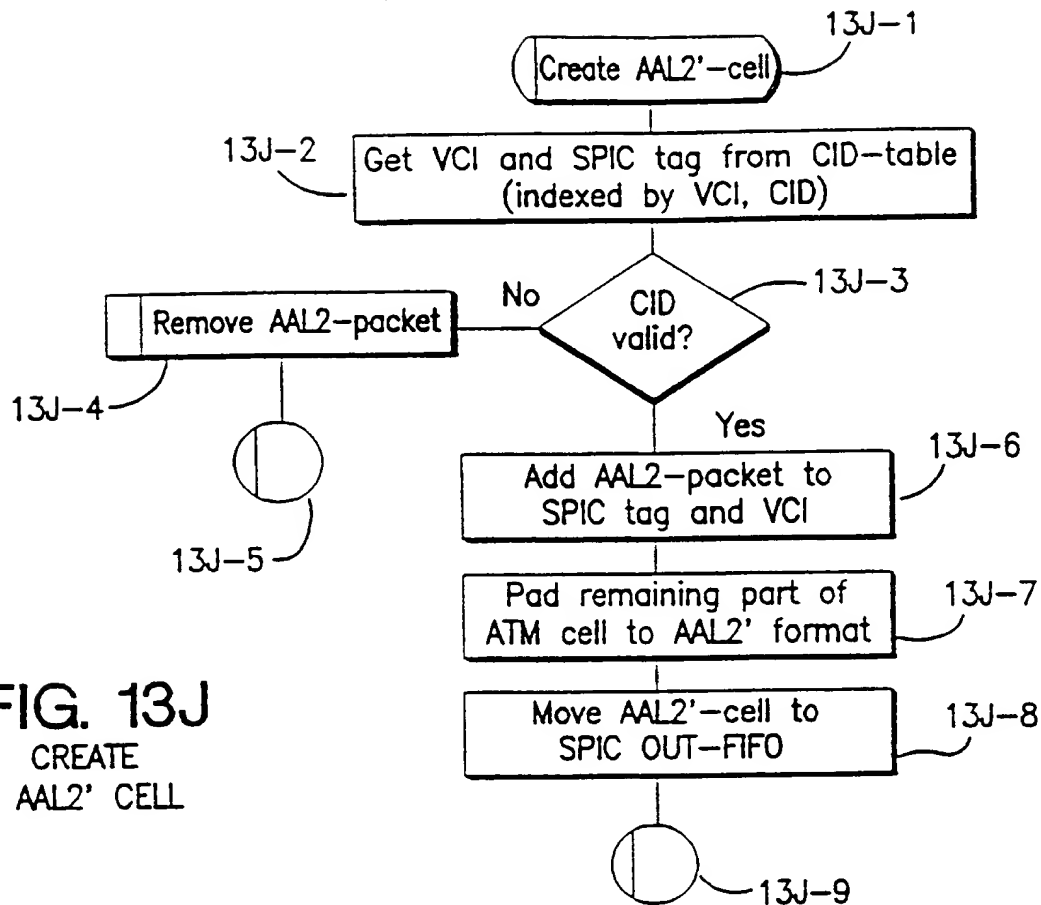 13J-1
Create AAL2'-cell
13J-2
Get VCI and SPIC tag from CID-table
(indexed by VCI, CID)
13J-3
No
CID
valid?
Remove AAL2-packet
13J-4
Yes
13J-5
13J-6
Add AAL2-packet to
SPIC tag and VCI
13J-7
Pad remaining part of
ATM cell to AAL2' format
13J-8
Move AAL2'-cell to
SPIC OUT-FIFO
13J-9
FIG. 13J
CREATE
AAL2' CELL